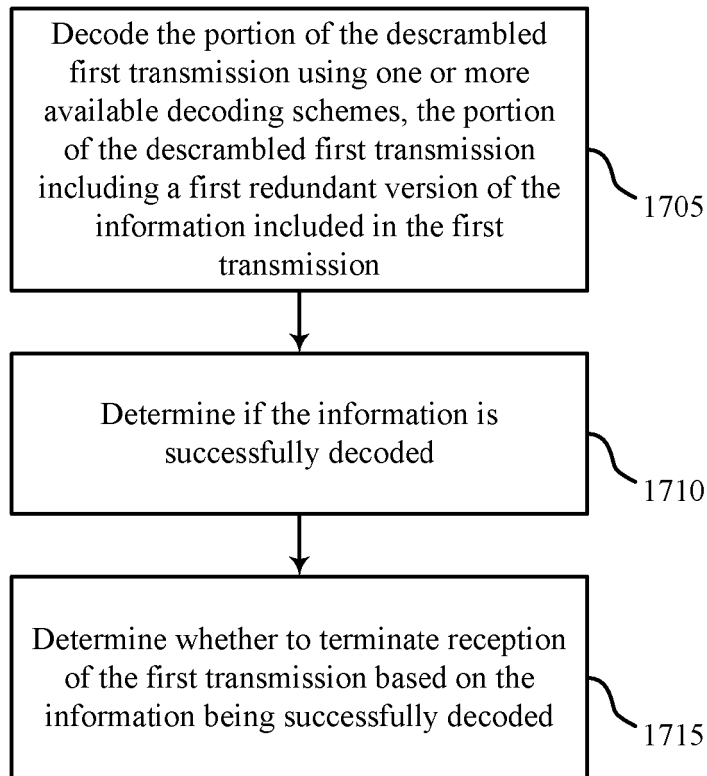 Decode the portion of the descrambled
first transmission using one or more
available decoding schemes, the portion
of the descrambled first transmission
including a first redundant version of the
information included in the first
transmission
1705
Determine if the information is
successfully decoded
1710
Determine whether to terminate reception
of the first transmission based on the
information being successfully decoded
1715